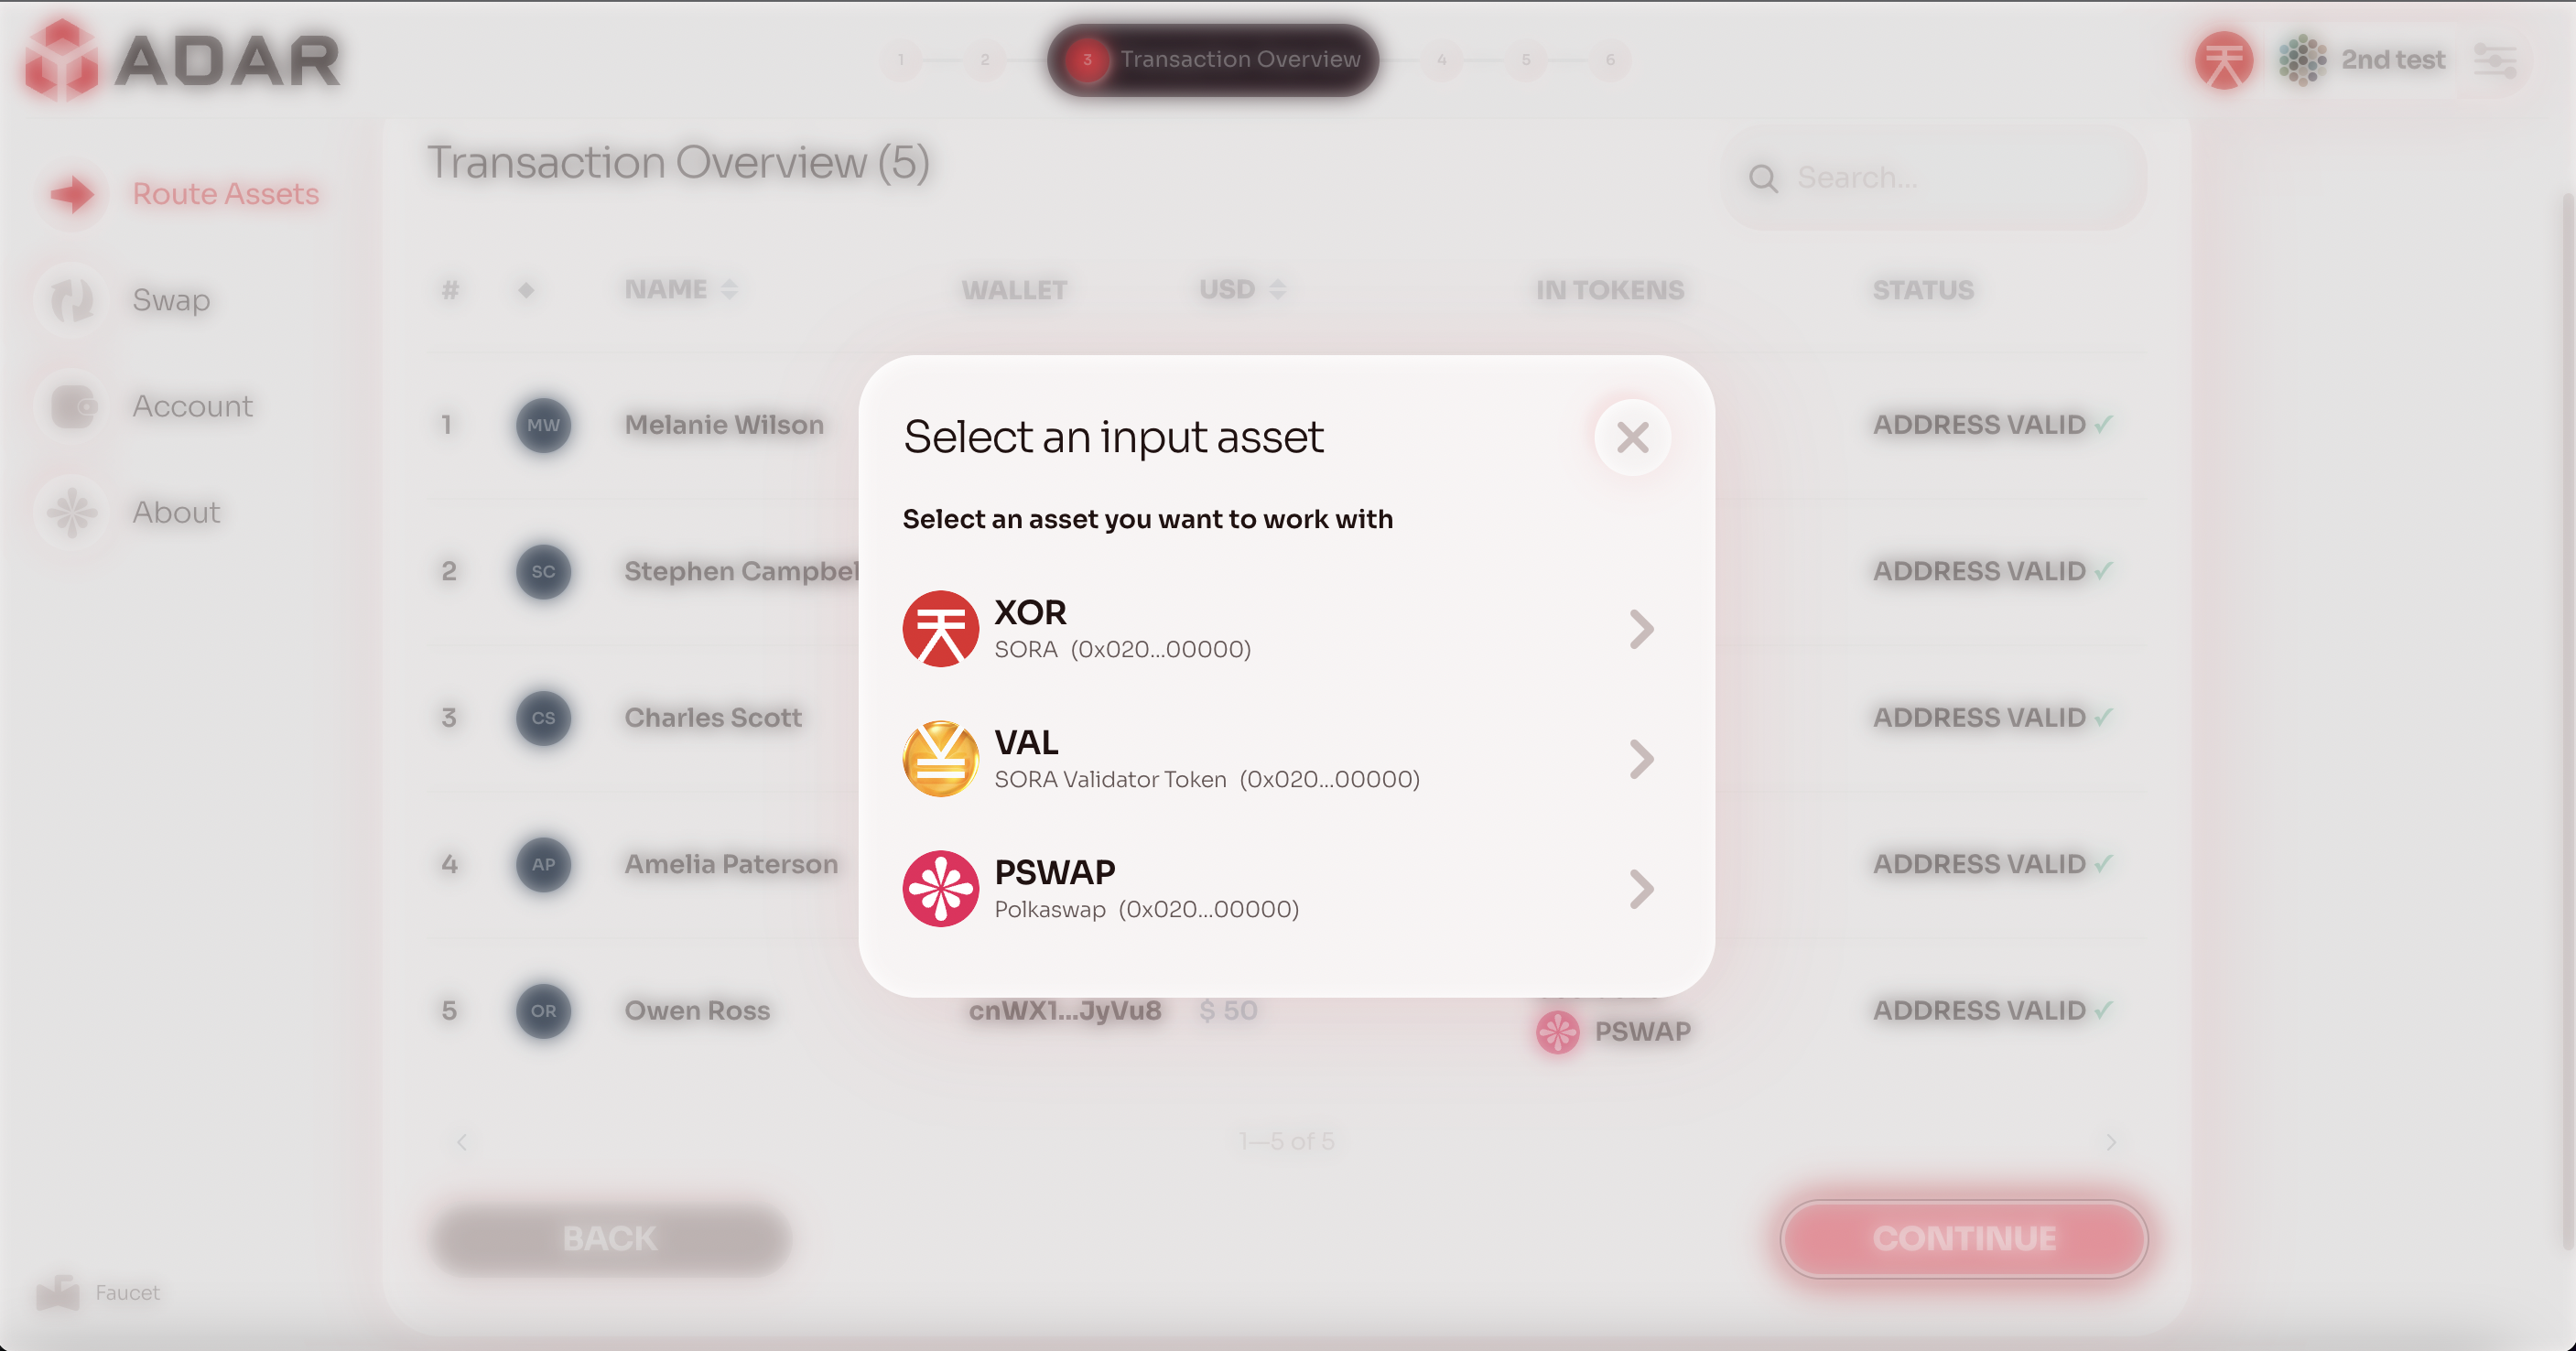 ADAR
1
2
3 Transaction Overview
4
5
6
2nd test
Route Assets
Swap
Account
About
Faucet
Transaction Overview (5)
Search...
# NAME WALLET USD IN TOKENS STATUS
1 MW Melanie Wilson ADDRESS VALID ✓
2 SC Stephen Campbel ADDRESS VALID ✓
3 CS Charles Scott ADDRESS VALID ✓
4 AP Amelia Paterson ADDRESS VALID ✓
5 OR Owen Ross cnWX1...JyVu8 $ 50 PSWAP ADDRESS VALID ✓
1—5 of 5
BACK
CONTINUE
Select an input asset
Select an asset you want to work with
XOR
SORA (0x020...00000)
VAL
SORA Validator Token (0x020...00000)
PSWAP
Polkaswap (0x020...00000)